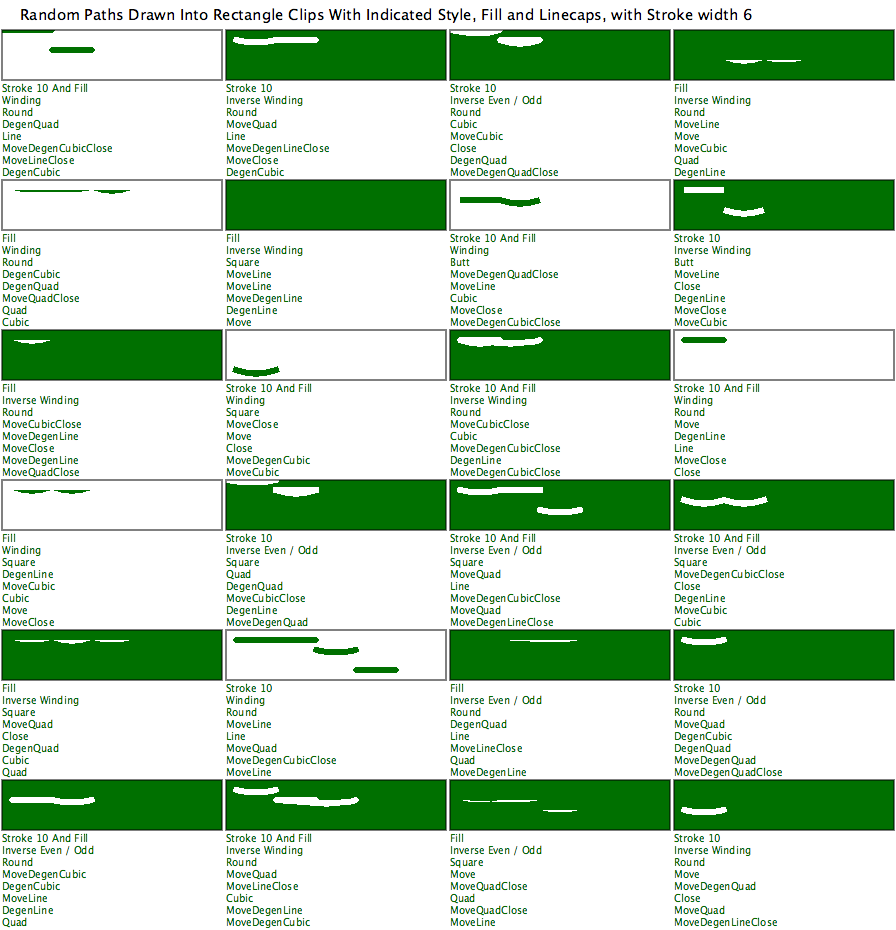 Random Paths Drawn Into Rectangle Clips With Indicated Style, Fill and Linecaps, with Stroke width 6
Stroke 10 And Fill
Winding
Round
DegenQuad
Line
MoveDegenCubicClose
MoveLineClose
DegenCubic
Stroke 10
Inverse Winding
Round
MoveQuad
Line
MoveDegenLineClose
MoveClose
DegenCubic
Stroke 10
Inverse Even / Odd
Round
Cubic
MoveCubic
Close
DegenQuad
MoveDegenQuadClose
Fill
Inverse Winding
Round
MoveLine
Move
MoveCubic
Quad
DegenLine
Fill
Winding
Round
DegenCubic
DegenQuad
MoveQuadClose
Quad
Cubic
Fill
Inverse Winding
Square
MoveLine
MoveLine
MoveDegenLine
DegenLine
Move
Stroke 10 And Fill
Winding
Butt
MoveDegenQuadClose
MoveLine
Cubic
MoveClose
MoveDegenCubicClose
Stroke 10
Inverse Winding
Butt
MoveLine
Close
DegenLine
MoveClose
MoveCubic
Fill
Inverse Winding
Round
MoveCubicClose
MoveDegenLine
MoveClose
MoveDegenLine
MoveQuadClose
Stroke 10 And Fill
Winding
Square
MoveClose
Move
Close
MoveDegenCubic
MoveCubic
Stroke 10 And Fill
Inverse Winding
Round
MoveCubicClose
Cubic
MoveDegenCubicClose
DegenLine
MoveDegenCubicClose
Stroke 10 And Fill
Winding
Round
Move
DegenLine
Line
MoveClose
Close
Fill
Winding
Square
DegenLine
MoveCubic
Cubic
Move
MoveClose
Stroke 10
Inverse Even / Odd
Square
Quad
DegenQuad
MoveCubicClose
DegenLine
MoveDegenQuad
Stroke 10 And Fill
Inverse Even / Odd
Square
MoveQuad
Line
MoveDegenCubicClose
MoveQuad
MoveDegenLineClose
Stroke 10 And Fill
Inverse Even / Odd
Square
MoveDegenCubicClose
Close
DegenLine
MoveCubic
Cubic
Fill
Inverse Winding
Square
MoveQuad
Close
DegenQuad
Cubic
Quad
Stroke 10
Winding
Round
MoveLine
Line
MoveQuad
MoveDegenCubicClose
MoveLine
Fill
Inverse Even / Odd
Round
DegenQuad
Line
MoveLineClose
Quad
MoveDegenLine
Stroke 10
Inverse Even / Odd
Round
MoveQuad
DegenCubic
DegenQuad
MoveDegenQuad
MoveDegenQuadClose
Stroke 10 And Fill
Inverse Even / Odd
Round
MoveDegenCubic
DegenCubic
MoveLine
DegenLine
Quad
Stroke 10 And Fill
Inverse Winding
Round
MoveQuad
MoveLineClose
Cubic
MoveDegenLine
MoveDegenCubic
Fill
Inverse Even / Odd
Square
Move
MoveQuadClose
Quad
MoveQuadClose
MoveLine
Stroke 10
Inverse Winding
Round
Move
MoveDegenQuad
Close
MoveQuad
MoveDegenLineClose